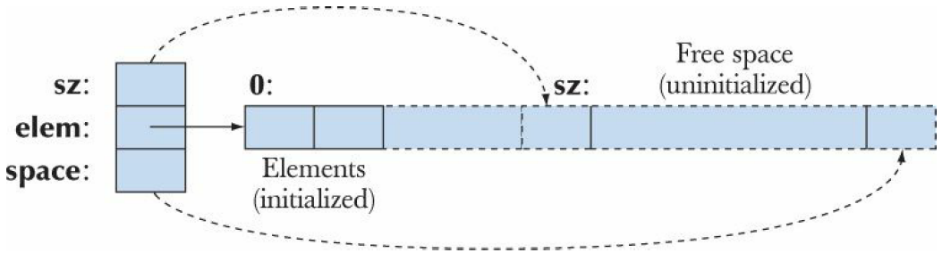 sz:
elem:
space:
0:
sz:
Free space
(uninitialized)
Elements
(initialized)